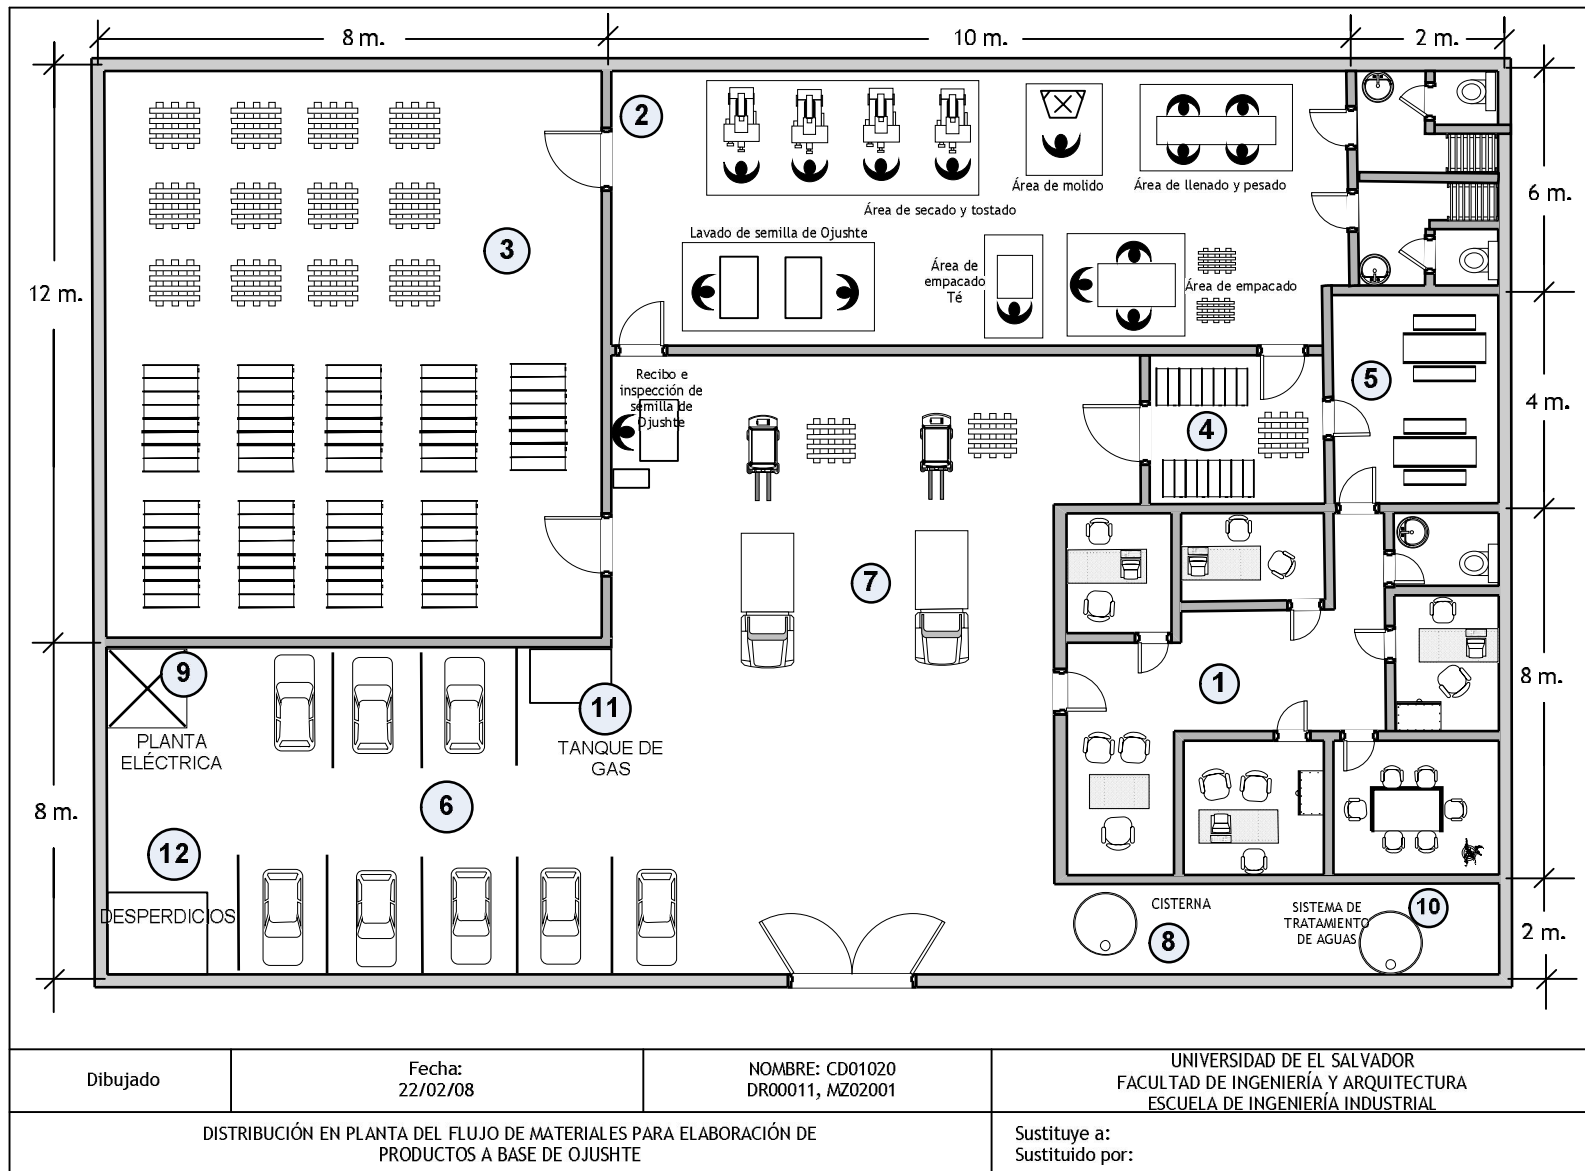 8 m.
10 m.
2 m.
12 m.
8 m.
6 m.
4 m.
8 m.
2 m.
3
2
Área de secado y tostado
Área de molido
Área de llenado y pesado
Lavado de semilla de Ojushte
Área de
empacado
Té
Área de empacado
Recibo e
inspección de
semilla de
Ojushte
4
5
7
1
9
PLANTA
ELÉCTRICA
11
TANQUE DE
GAS
6
12
DESPERDICIOS
CISTERNA
8
SISTEMA DE
TRATAMIENTO
DE AGUAS
10
Dibujado
Fecha:
22/02/08
NOMBRE: CD01020
DR00011, MZ02001
UNIVERSIDAD DE EL SALVADOR
FACULTAD DE INGENIERÍA Y ARQUITECTURA
ESCUELA DE INGENIERÍA INDUSTRIAL
DISTRIBUCIÓN EN PLANTA DEL FLUJO DE MATERIALES PARA ELABORACIÓN DE
PRODUCTOS A BASE DE OJUSHTE
Sustituye a:
Sustituido por: